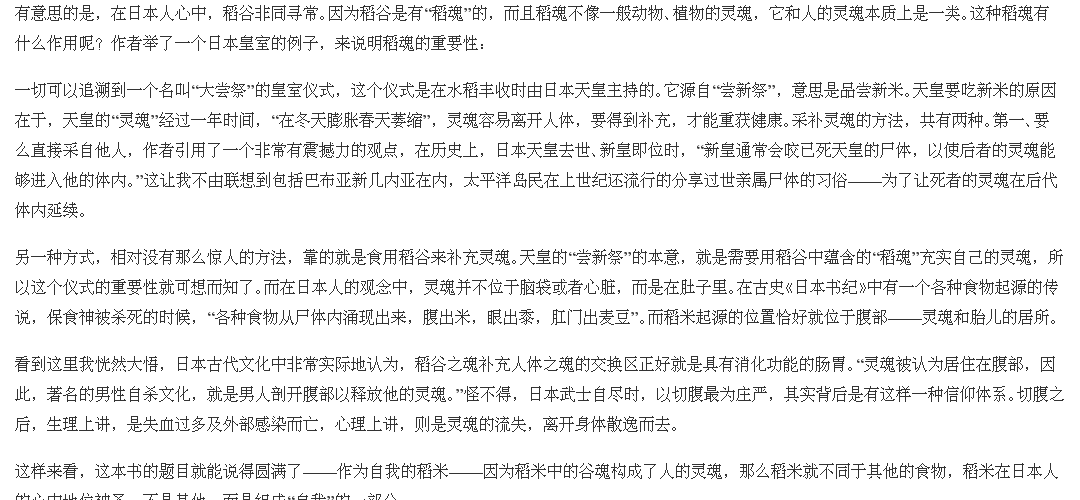 有意思的是，在日本人心中，稻谷非同寻常。因为稻谷是有“稻魂”的，而且稻魂不像一般动物、植物的灵魂，它和人的灵魂本质上是一类。这种稻魂有
什么作用呢？作者举了一个日本皇室的例子，来说明稻魂的重要性：
一切可以追溯到一个名叫“大尝祭”的皇室仪式，这个仪式是在水稻丰收时由日本天皇主持的。它源自“尝新祭”，意思是品尝新米。天皇要吃新米的原因
在于，天皇的“灵魂”经过一年时间，“在冬天膨胀春天萎缩”，灵魂容易离开人体，要得到补充，才能重获健康。采补灵魂的方法，共有两种。第一、要
么直接采自他人，作者引用了一个非常有震撼力的观点，在历史上，日本天皇去世、新皇即位时，“新皇通常会咬已死天皇的尸体，以使后者的灵魂能
够进入他的体内。”这让我不由联想到包括巴布亚新几内亚在内，太平洋岛民在上世纪还流行的分享过世亲属尸体的习俗——为了让死者的灵魂在后代
体内延续。
另一种方式，相对没有那么惊人的方法，靠的就是食用稻谷来补充灵魂。天皇的“尝新祭”的本意，就是需要用稻谷中蕴含的“稻魂”充实自己的灵魂，所
以这个仪式的重要性就可想而知了。而在日本人的观念中，灵魂并不位于脑袋或者心脏，而是在肚子里。在古史《日本书纪》中有一个各种食物起源的传
说，保食神被杀死的时候，“各种食物从尸体内涌现出来，腹出米，眼出黍，肛门出麦豆”。而稻米起源的位置恰好就位于腹部——灵魂和胎儿的居所。
看到这里我恍然大悟，日本古代文化中非常实际地认为，稻谷之魂补充人体之魂的交换区正好就是具有消化功能的肠胃。“灵魂被认为居住在腹部，因
此，著名的男性自杀文化，就是男人剖开腹部以释放他的灵魂。”怪不得，日本武士自尽时，以切腹最为庄严，其实背后是有这样一种信仰体系。切腹之
后，生理上讲，是失血过多及外部感染而亡，心理上讲，则是灵魂的流失，离开身体散逸而去。
这样来看，这本书的题目就能说得圆满了——作为自我的稻米——因为稻米中的谷魂构成了人的灵魂，那么稻米就不同于其他的食物，稻米在日本人
的心中地位神圣，不是其他，而是组成“自我”的一部分。